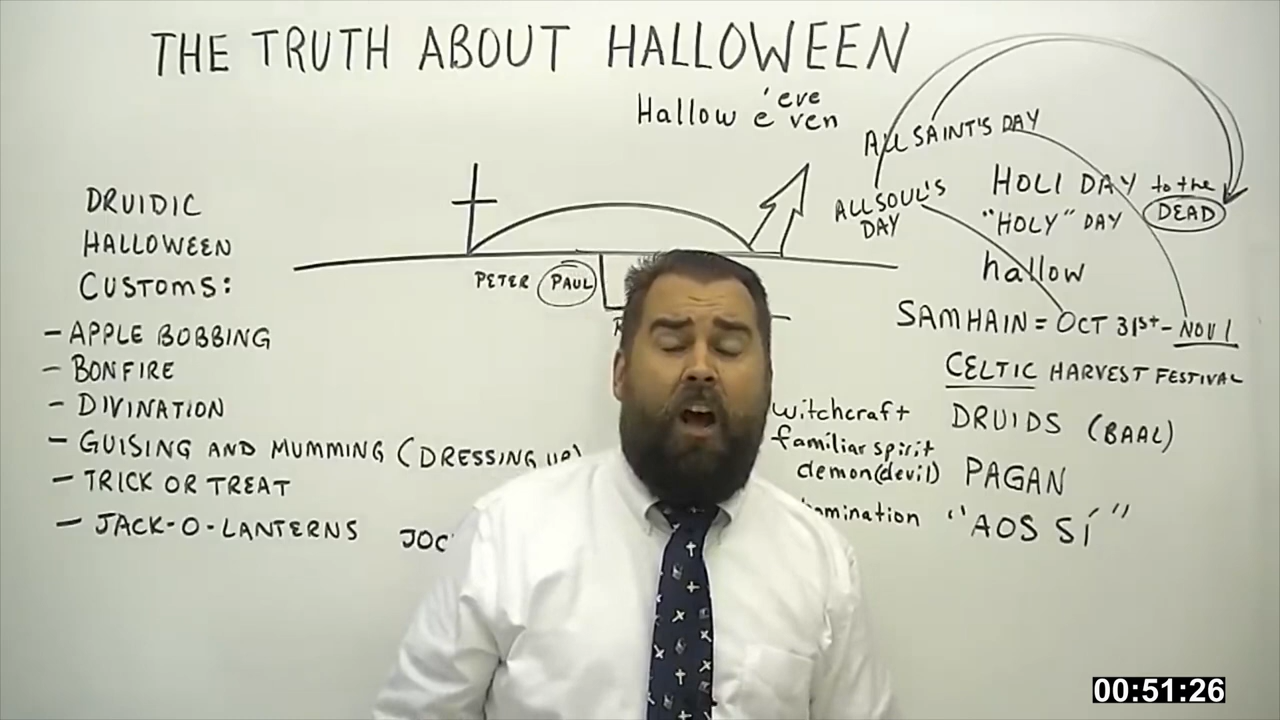 THE TRUTH ABOUT HALLOWEEN
'eve
Hallow e ven
ALL SAINT'S DAY
ALL SOUL'S
DAY
HOLI DAY to the
DEAD
"HOLY" DAY
hallow
SAMHAIN = OCT 31st - NOV 1
CELTIC HARVEST FESTIVAL
DRUIDS (BAAL)
PAGAN
"AOS SÍ"
DRUIDIC
HALLOWEEN
CUSTOMS:
- APPLE BOBBING
- BONFIRE
- DIVINATION
- GUISING AND MUMMING (DRESSING UP)
- TRICK OR TREAT
- JACK-O-LANTERNS
PETER PAUL
witchcraft
familiar spirit
demon(devil)
00:51:26